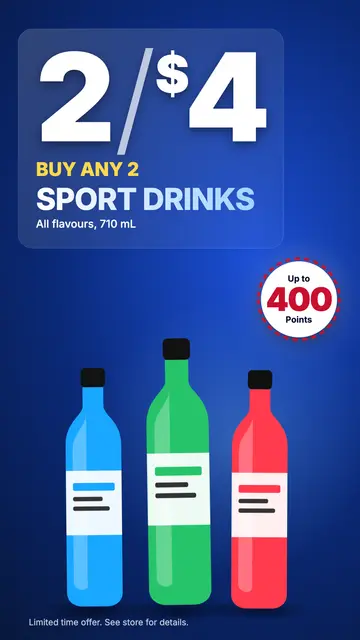 2/$4
BUY ANY 2
SPORT DRINKS
All flavours, 710 mL
Up to
400
Points
Limited time offer. See store for details.